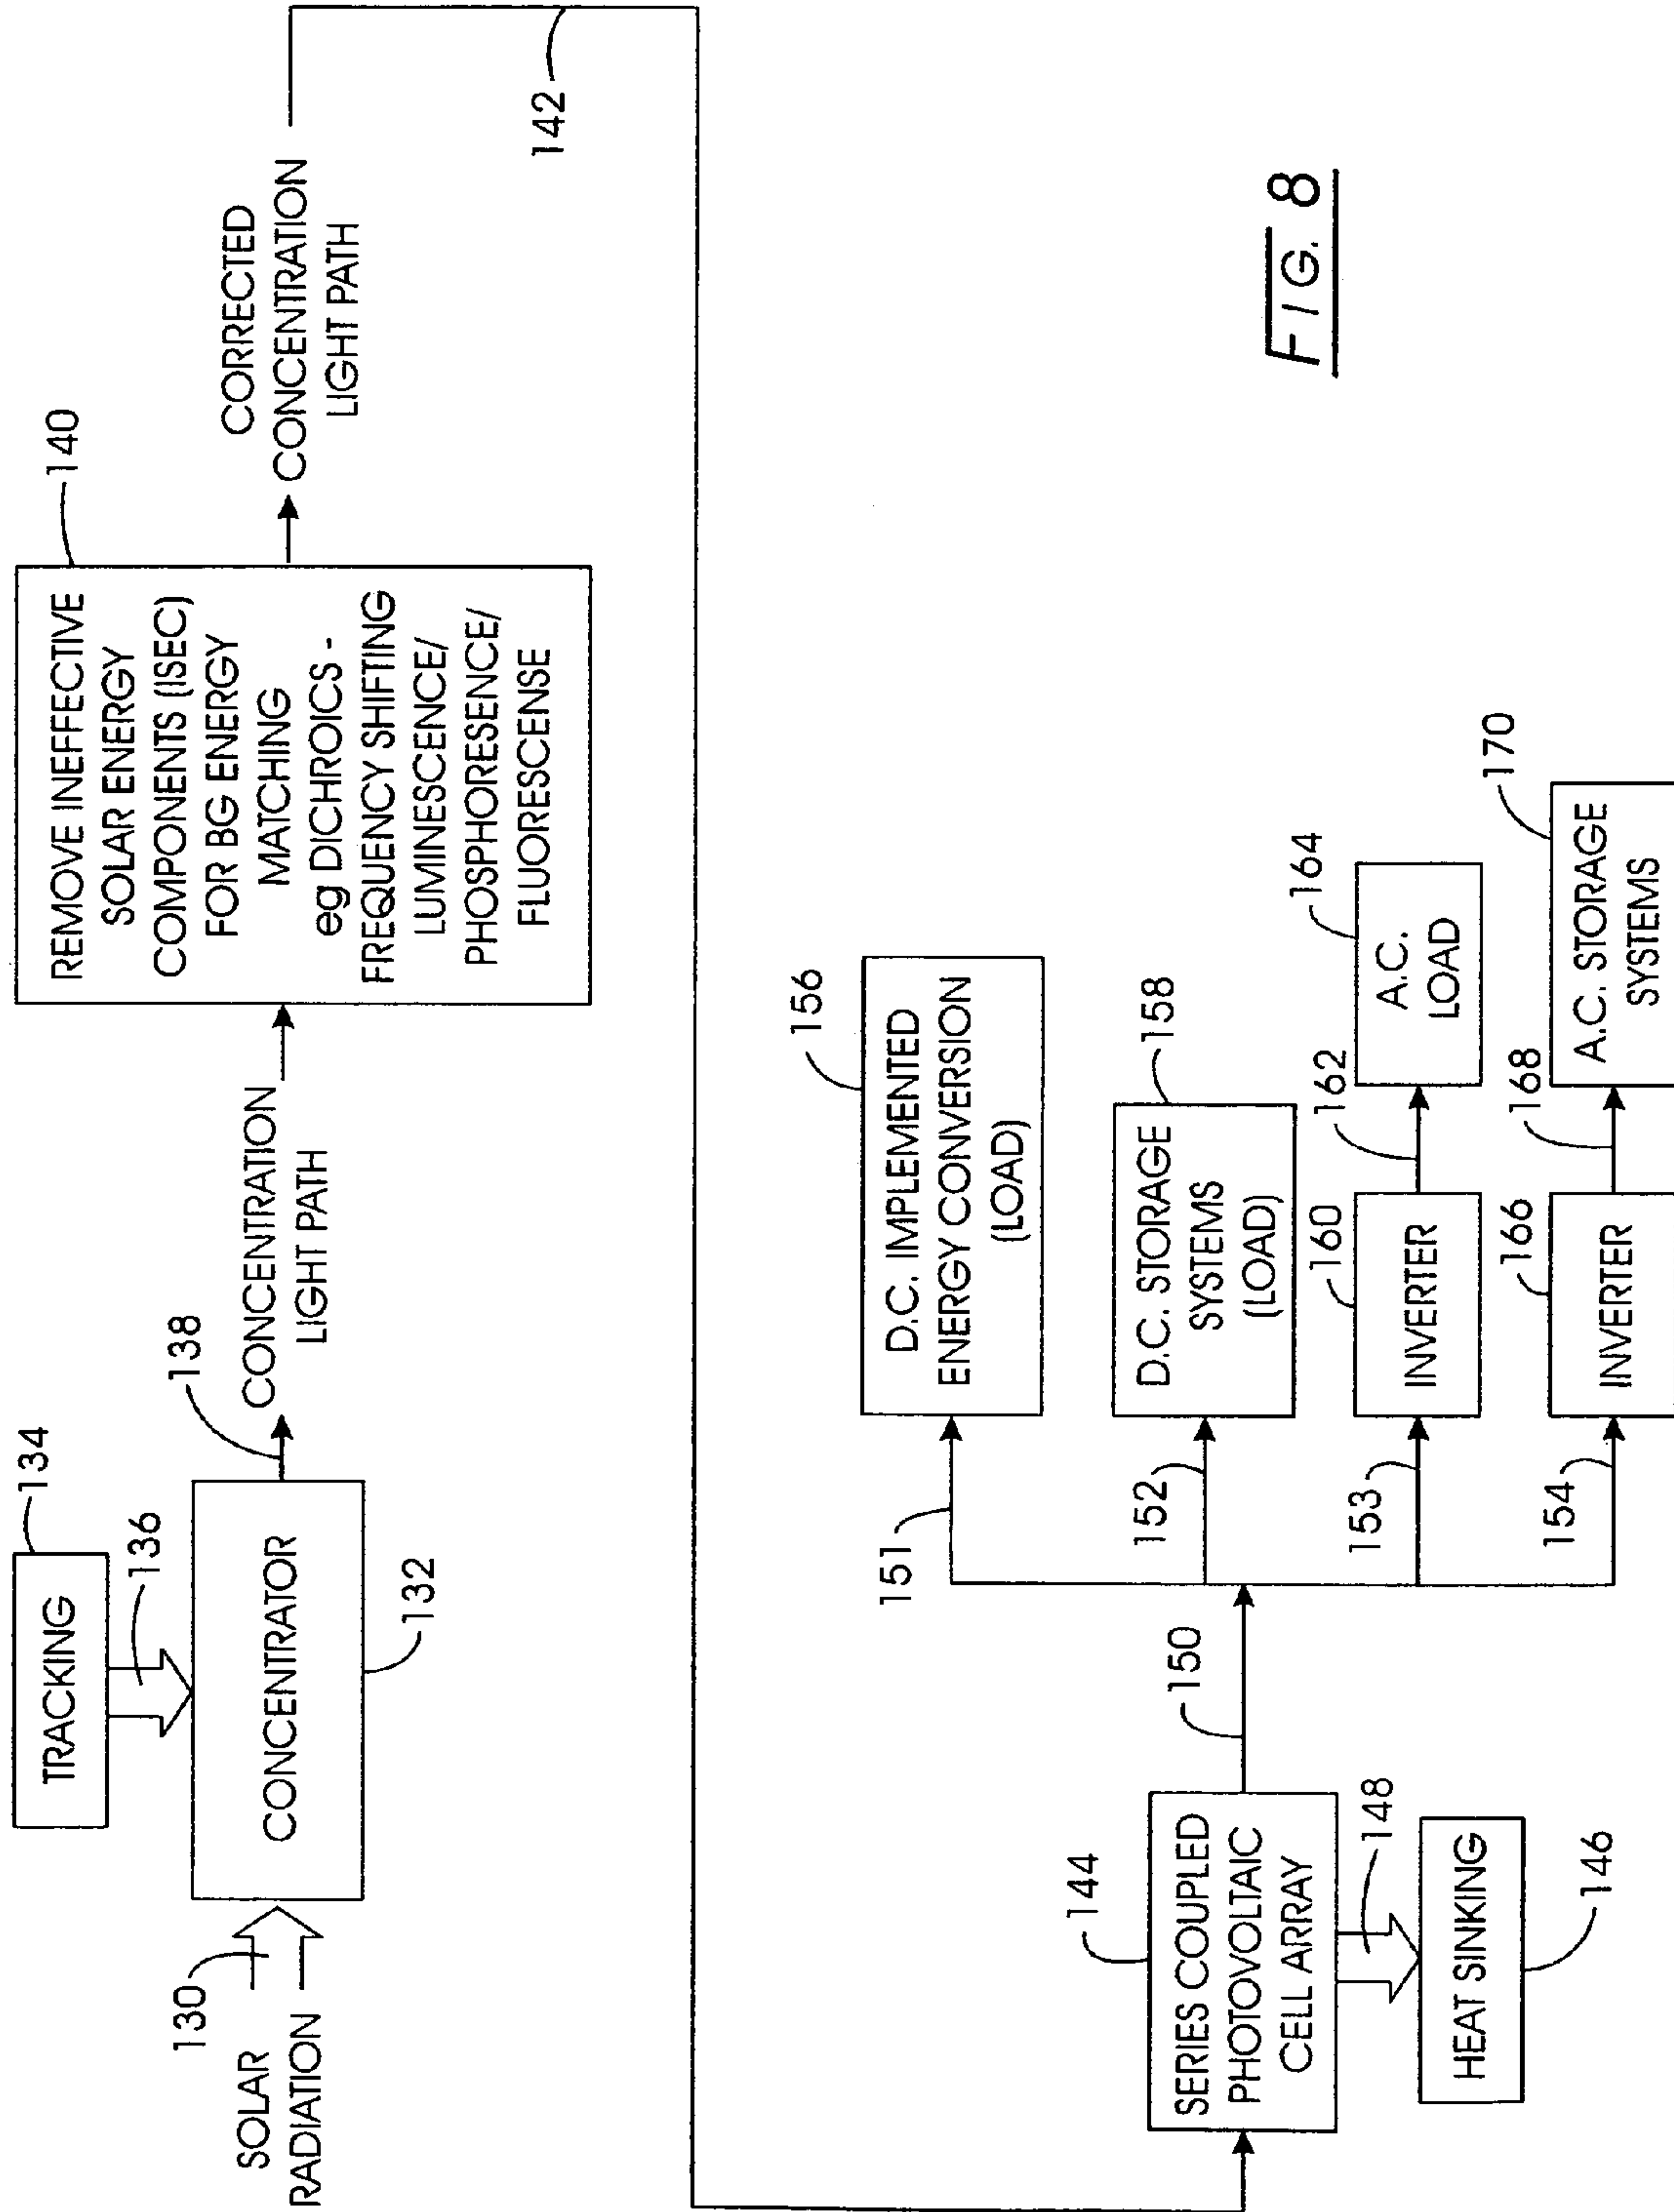 134
TRACKING
136
130
SOLAR
RADIATION
CONCENTRATOR
132
138
CONCENTRATION
LIGHT PATH
140
REMOVE INEFFECTIVE
SOLAR ENERGY
COMPONENTS (ISEC)
FOR BG ENERGY
MATCHING
eg DICHROICS -
FREQUENCY SHIFTING
LUMINESCENCE/
PHOSPHORESENCE/
FLUORESCENSE
CORRECTED
CONCENTRATION
LIGHT PATH
142
144
SERIES COUPLED
PHOTOVOLTAIC
CELL ARRAY
148
HEAT SINKING
146
150
151
156
D.C. IMPLEMENTED
ENERGY CONVERSION
(LOAD)
152
158
D.C. STORAGE
SYSTEMS
(LOAD)
153
160
INVERTER
162
164
A.C.
LOAD
154
166
INVERTER
168
170
A.C. STORAGE
SYSTEMS
FIG. 8